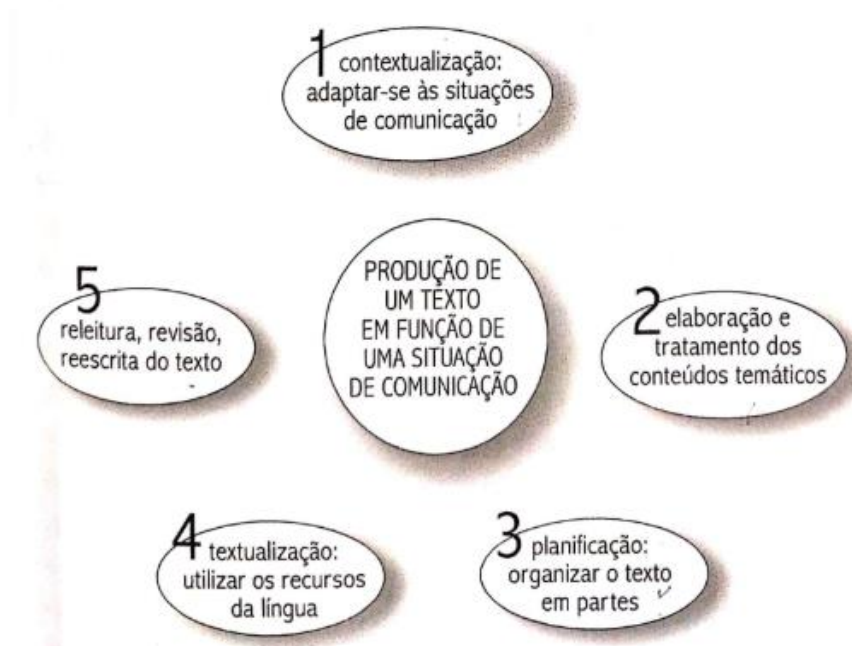 1 contextualização:
adaptar-se às situações
de comunicação
PRODUÇÃO DE
UM TEXTO
EM FUNÇÃO DE
UMA SITUAÇÃO
DE COMUNICAÇÃO
2 elaboração e
tratamento dos
conteúdos temáticos
3 planificação:
organizar o texto
em partes
4 textualização:
utilizar os recursos
da língua
5
releitura, revisão,
reescrita do texto